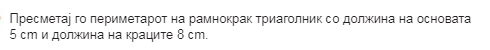 Пресметај го периметарот на рамнокрак триаголник со должина на основата
5 cm и должина на краците 8 cm.